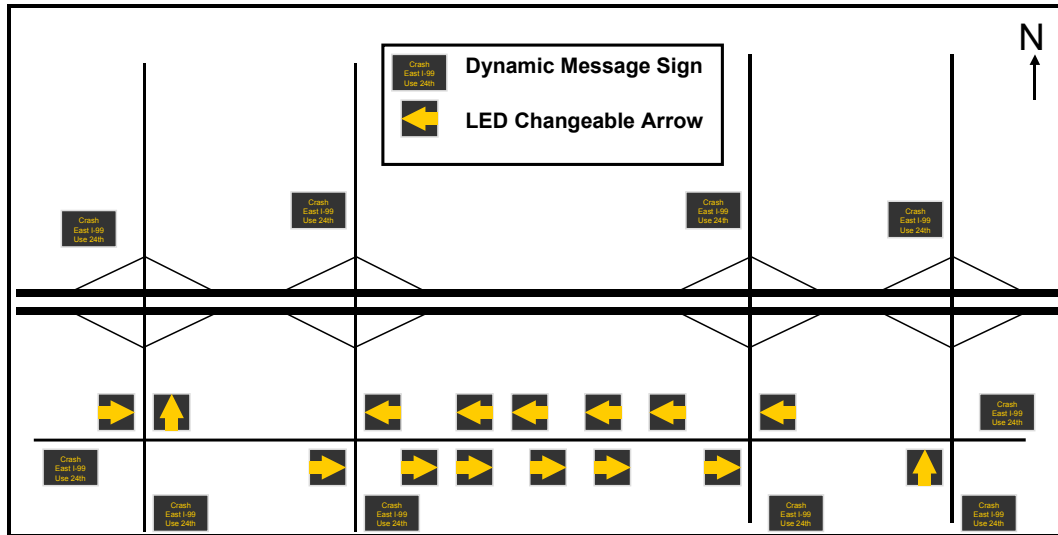 N
Crash
East I-99
Use 24th
Dynamic Message Sign
LED Changeable Arrow
Crash
East I-99
Use 24th
Crash
East I-99
Use 24th
Crash
East I-99
Use 24th
Crash
East I-99
Use 24th
Crash
East I-99
Use 24th
Crash
East I-99
Use 24th
Crash
East I-99
Use 24th
Crash
East I-99
Use 24th
Crash
East I-99
Use 24th
Crash
East I-99
Use 24th